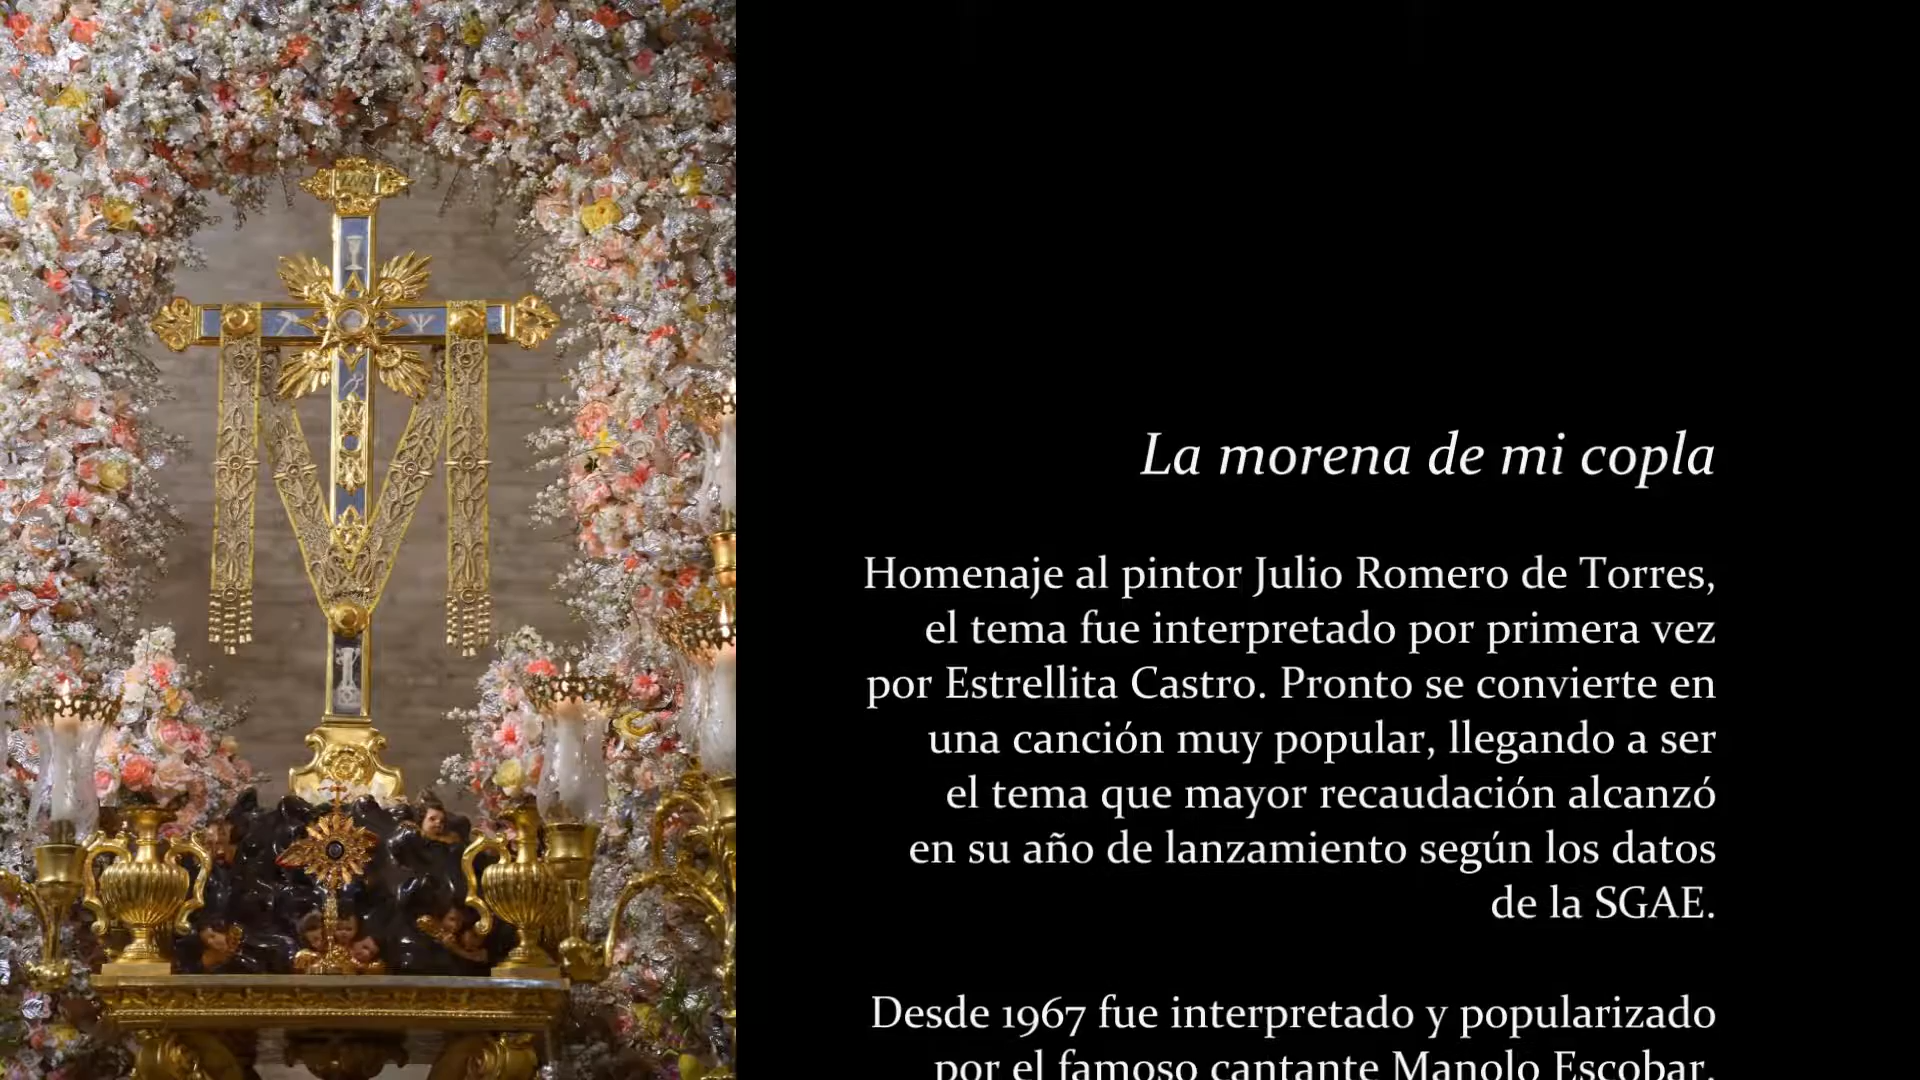 INRI
La morena de mi copla
Homenaje al pintor Julio Romero de Torres,
el tema fue interpretado por primera vez
por Estrellita Castro. Pronto se convierte en
una canción muy popular, llegando a ser
el tema que mayor recaudación alcanzó
en su año de lanzamiento según los datos
de la SGAE.
Desde 1967 fue interpretado y popularizado
por el famoso cantante Manolo Escobar.